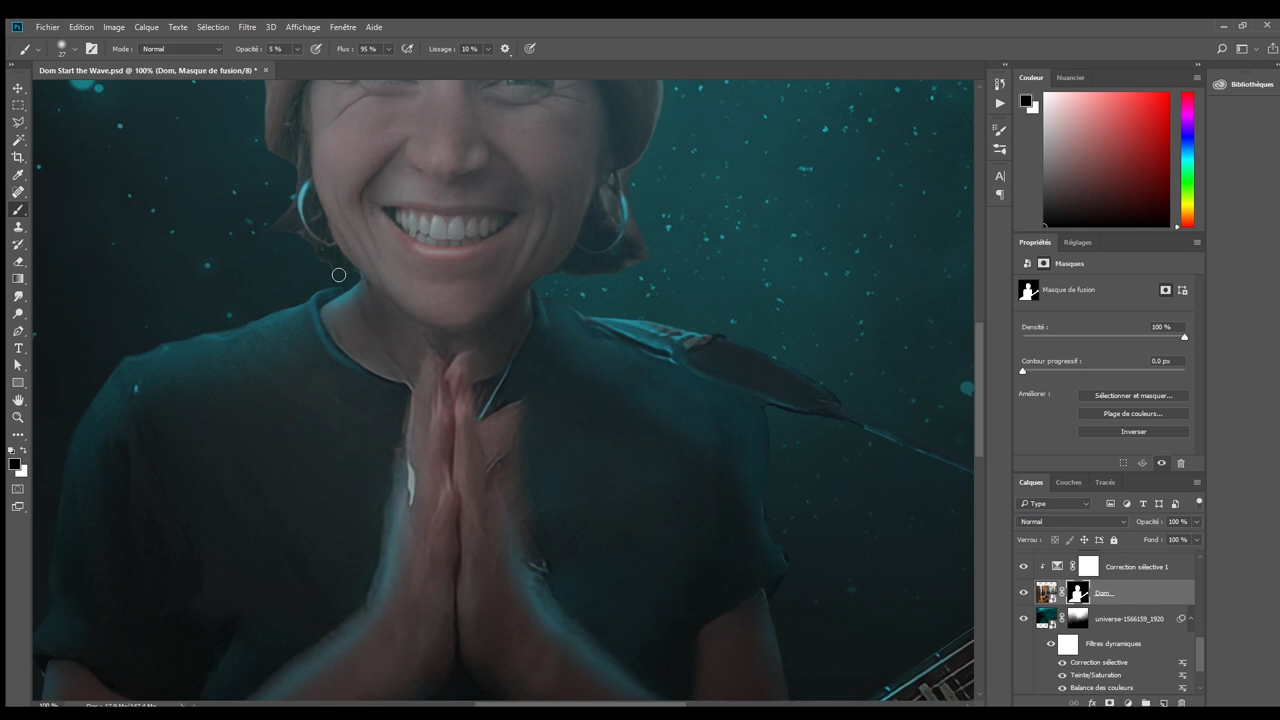 Ps Fichier Edition Image Calque Texte Sélection Filtre 3D Affichage Fenêtre Aide
27 Mode : Normal Opacité : 5 % Flux : 95 % Lissage : 10 %
Dom Start the Wave.psd @ 100% (Dom, Masque de fusion/8) * ×
Couleur Nuancier
Bibliothèques
Propriétés Réglages
Masques
Masque de fusion
Densité : 100 %
Contour progressif : 0,0 px
Améliorer : Sélectionner et masquer...
Plage de couleurs...
Inverser
Calques Couches Tracés
Type
Normal Opacité : 100 %
Verrou : Fond : 100 %
Correction sélective 1
Dom
universe-1566159_1920
Filtres dynamiques
Correction sélective
Teinte/Saturation
Balance des couleurs
100 %